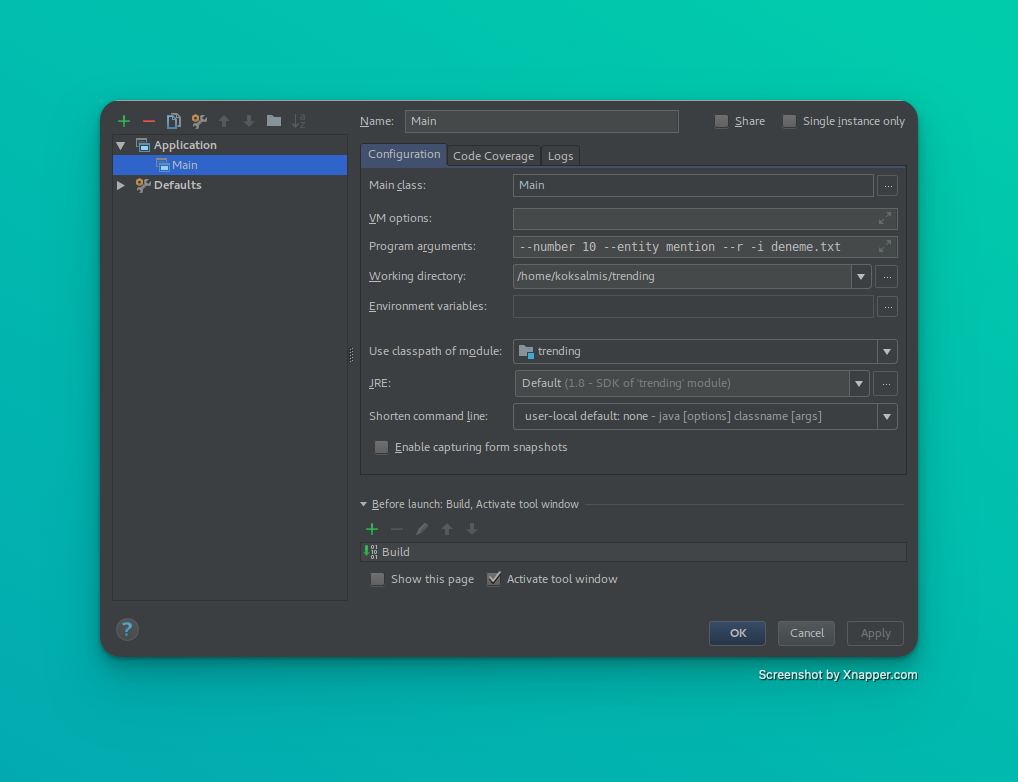 Name: Main Share Single instance only
Application
Main
Defaults
Configuration Code Coverage Logs
Main class: Main ...
VM options:
Program arguments: --number 10 --entity mention --r -i deneme.txt
Working directory: /home/koksalmis/trending ...
Environment variables: ...
Use classpath of module: trending
JRE: Default (1.8 - SDK of 'trending' module) ...
Shorten command line: user-local default: none - java [options] classname [args]
Enable capturing form snapshots
Before launch: Build, Activate tool window
Build
Show this page Activate tool window
? OK Cancel Apply
Screenshot by Xnapper.com